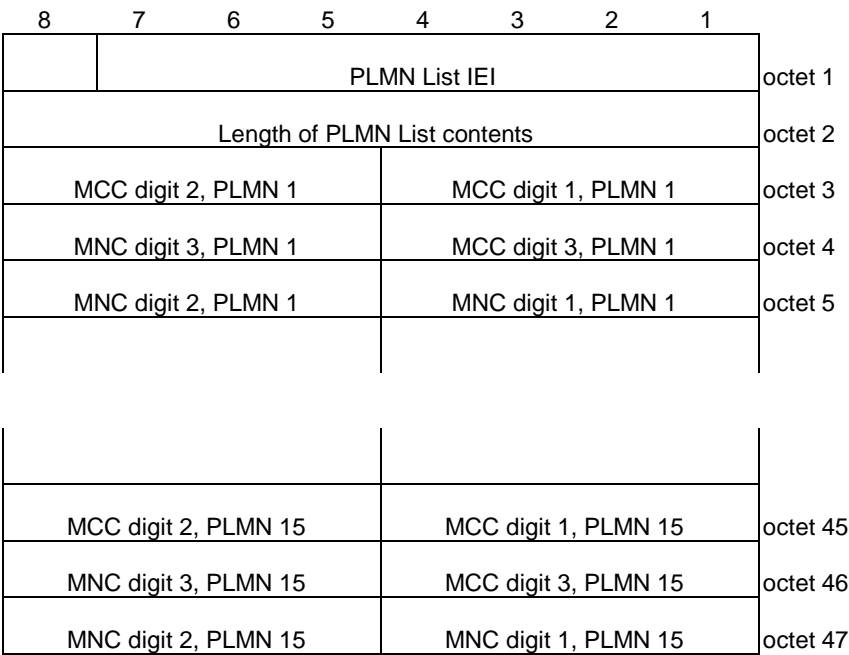 8 7 6 5 4 3 2 1
PLMN List IEI octet 1
Length of PLMN List contents octet 2
MCC digit 2, PLMN 1 MCC digit 1, PLMN 1 octet 3
MNC digit 3, PLMN 1 MCC digit 3, PLMN 1 octet 4
MNC digit 2, PLMN 1 MNC digit 1, PLMN 1 octet 5
MCC digit 2, PLMN 15 MCC digit 1, PLMN 15 octet 45
MNC digit 3, PLMN 15 MCC digit 3, PLMN 15 octet 46
MNC digit 2, PLMN 15 MNC digit 1, PLMN 15 octet 47